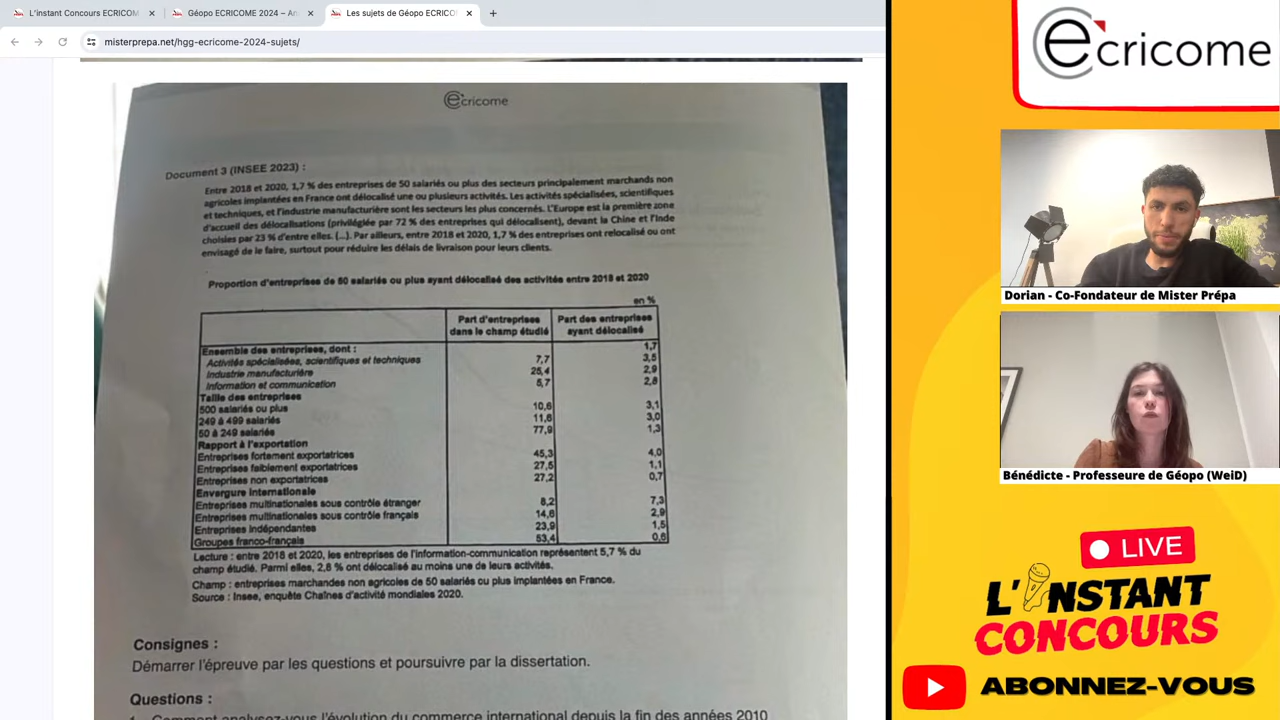 L'instant Concours ECRICOM
Géopo ECRICOME 2024 – An
Les sujets de Géopo ECRICO
misterprepa.net/hgg-ecricome-2024-sujets/
ecricome
Document 3 (INSEE 2023) :
Entre 2018 et 2020, 1,7 % des entreprises de 50 salariés ou plus des secteurs principalement marchands non
agricoles implantées en France ont délocalisé une ou plusieurs activités. Les activités spécialisées, scientifiques
et techniques, et l'industrie manufacturière sont les secteurs les plus concernés. L'Europe est la première zone
d'accueil des délocalisations (privilégiée par 72 % des entreprises qui délocalisent), devant la Chine et l'Inde
choisies par 23 % d'entre elles. (...). Par ailleurs, entre 2018 et 2020, 1,7 % des entreprises ont relocalisé ou ont
envisagé de le faire, surtout pour réduire les délais de livraison pour leurs clients.
Proportion d'entreprises de 50 salariés ou plus ayant délocalisé des activités entre 2018 et 2020
en %
Part d'entreprises dans le champ étudié Part des entreprises ayant délocalisé
Ensemble des entreprises, dont : 1,7
Activités spécialisées, scientifiques et techniques 7,7 3,5
Industrie manufacturière 25,4 2,9
Information et communication 5,7 2,8
Taille des entreprises
500 salariés ou plus 10,6 3,1
249 à 499 salariés 11,6 3,0
50 à 249 salariés 77,9 1,3
Rapport à l'exportation
Entreprises fortement exportatrices 45,3 4,0
Entreprises faiblement exportatrices 27,5 1,1
Entreprises non exportatrices 27,2 0,7
Envergure internationale
Entreprises multinationales sous contrôle étranger 8,2 7,3
Entreprises multinationales sous contrôle français 14,6 2,9
Entreprises indépendantes 23,9 1,5
Groupes franco-français 53,4 0,6
Lecture : entre 2018 et 2020, les entreprises de l'information-communication représentent 5,7 % du
champ étudié. Parmi elles, 2,8 % ont délocalisé au moins une de leurs activités.
Champ : entreprises marchandes non agricoles de 50 salariés ou plus implantées en France.
Source : Insee, enquête Chaînes d'activité mondiales 2020.
Consignes :
Démarrer l'épreuve par les questions et poursuivre par la dissertation.
Questions :
1. Comment analysez-vous l'évolution du commerce international depuis la fin des années 2010
ecricome
Dorian - Co-Fondateur de Mister Prépa
Bénédicte - Professeure de Géopo (WeiD)
LIVE
L'INSTANT
CONCOURS
ABONNEZ-VOUS